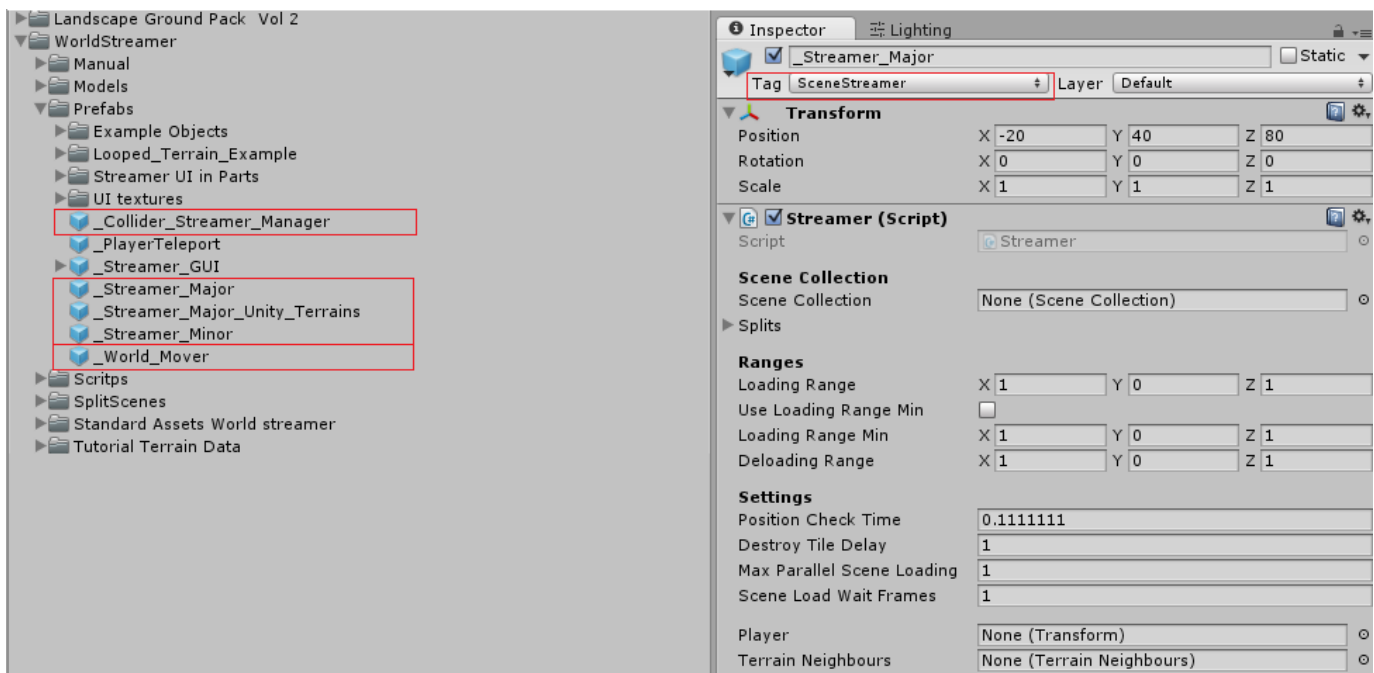 Landscape Ground Pack Vol 2
WorldStreamer
Manual
Models
Prefabs
Example Objects
Looped_Terrain_Example
Streamer UI in Parts
UI textures
_Collider_Streamer_Manager
_PlayerTeleport
_Streamer_GUI
_Streamer_Major
_Streamer_Major_Unity_Terrains
_Streamer_Minor
_World_Mover
Scritps
SplitScenes
Standard Assets World streamer
Tutorial Terrain Data
Inspector Lighting
_Streamer_Major Static
Tag SceneStreamer Layer Default
Transform
Position X -20 Y 40 Z 80
Rotation X 0 Y 0 Z 0
Scale X 1 Y 1 Z 1
Streamer (Script)
Script Streamer
Scene Collection
Scene Collection None (Scene Collection)
Splits
Ranges
Loading Range X 1 Y 0 Z 1
Use Loading Range Min
Loading Range Min X 1 Y 0 Z 1
Deloading Range X 1 Y 0 Z 1
Settings
Position Check Time 0.1111111
Destroy Tile Delay 1
Max Parallel Scene Loading 1
Scene Load Wait Frames 1
Player None (Transform)
Terrain Neighbours None (Terrain Neighbours)